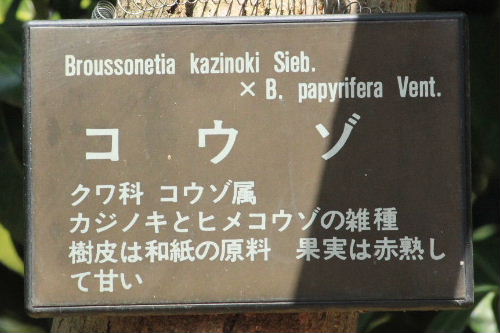 Broussonetia kazinoki Sieb.
× B. papyrifera Vent.
コウゾ
クワ科 コウゾ属
カジノキとヒメコウゾの雑種
樹皮は和紙の原料 果実は赤熟し
て甘い